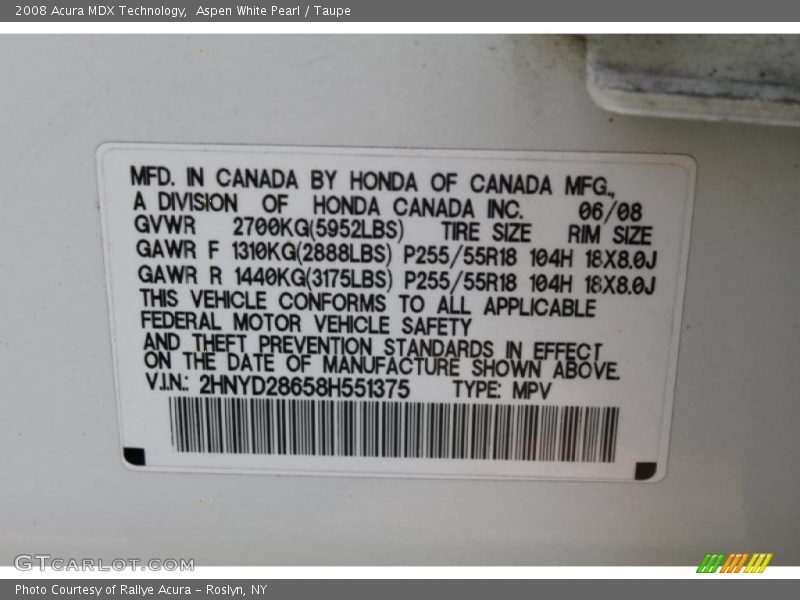 2008 Acura MDX Technology, Aspen White Pearl / Taupe
MFD. IN CANADA BY HONDA OF CANADA MFG.,
A DIVISION OF HONDA CANADA INC. 06/08
GVWR 2700KG(5952LBS) TIRE SIZE RIM SIZE
GAWR F 1310KG(2888LBS) P255/55R18 104H 18X8.0J
GAWR R 1440KG(3175LBS) P255/55R18 104H 18X8.0J
THIS VEHICLE CONFORMS TO ALL APPLICABLE
FEDERAL MOTOR VEHICLE SAFETY
AND THEFT PREVENTION STANDARDS IN EFFECT
ON THE DATE OF MANUFACTURE SHOWN ABOVE.
V.I.N.: 2HNYD28658H551375 TYPE: MPV
GTCARLOT.COM
Photo Courtesy of Rallye Acura - Roslyn, NY